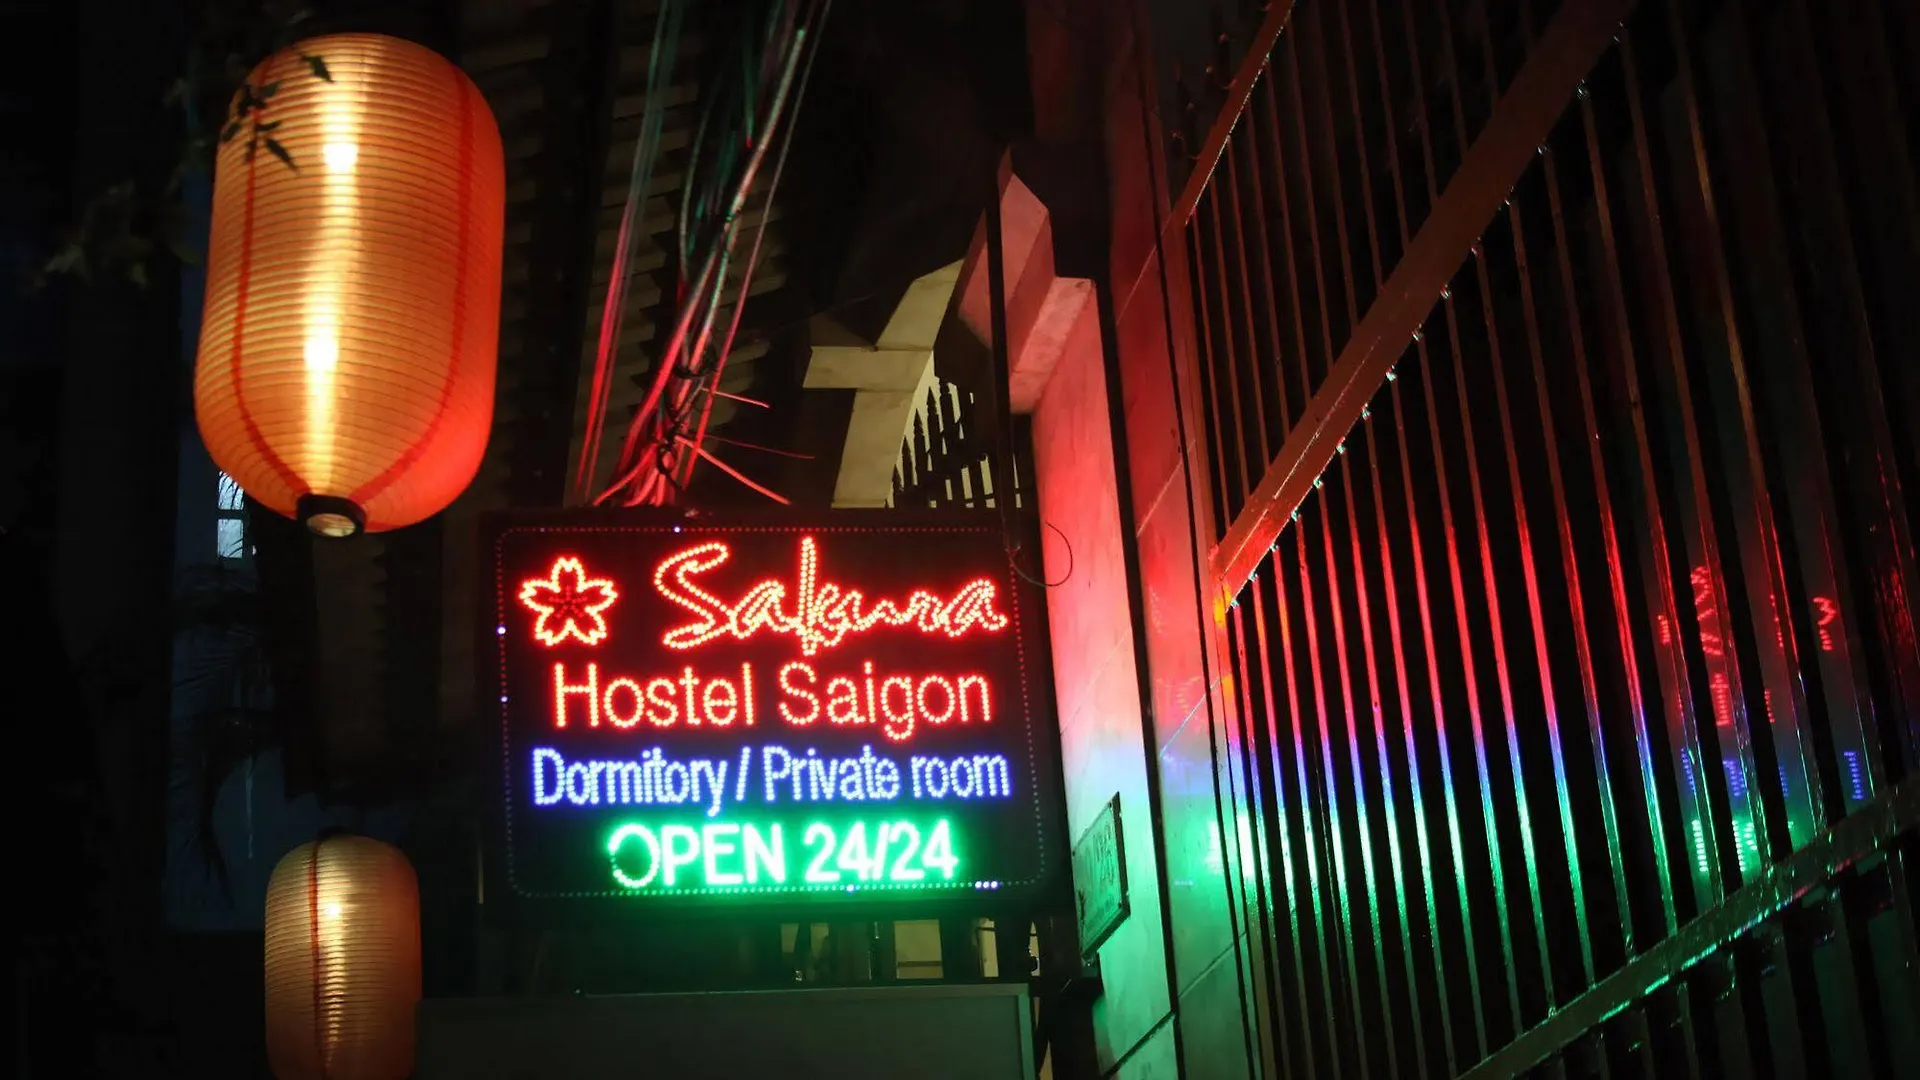 Sakura
Hostel Saigon
Dormitory / Private room
OPEN 24/24